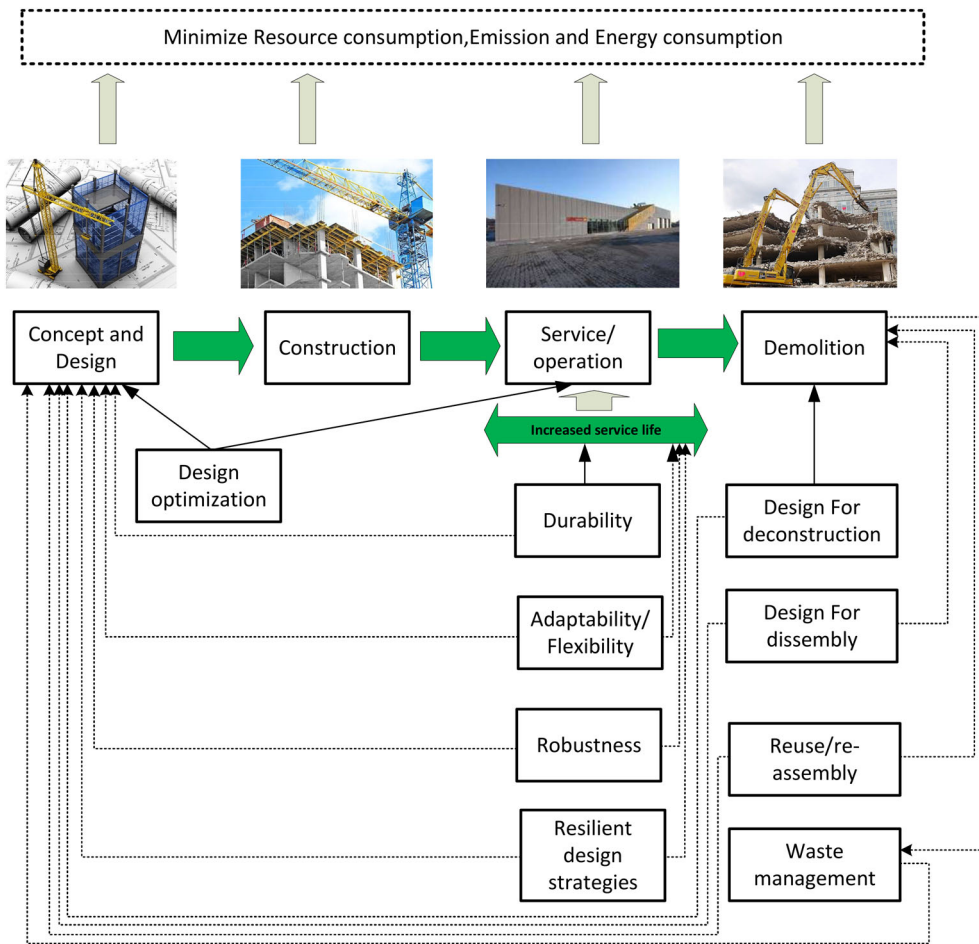 Minimize Resource consumption,Emission and Energy consumption
Concept and
Design
Construction
Service/
operation
Demolition
Increased service life
Design
optimization
Durability
Design For
deconstruction
Adaptability/
Flexibility
Design For
dissembly
Robustness
Reuse/re-
assembly
Resilient
design
strategies
Waste
management